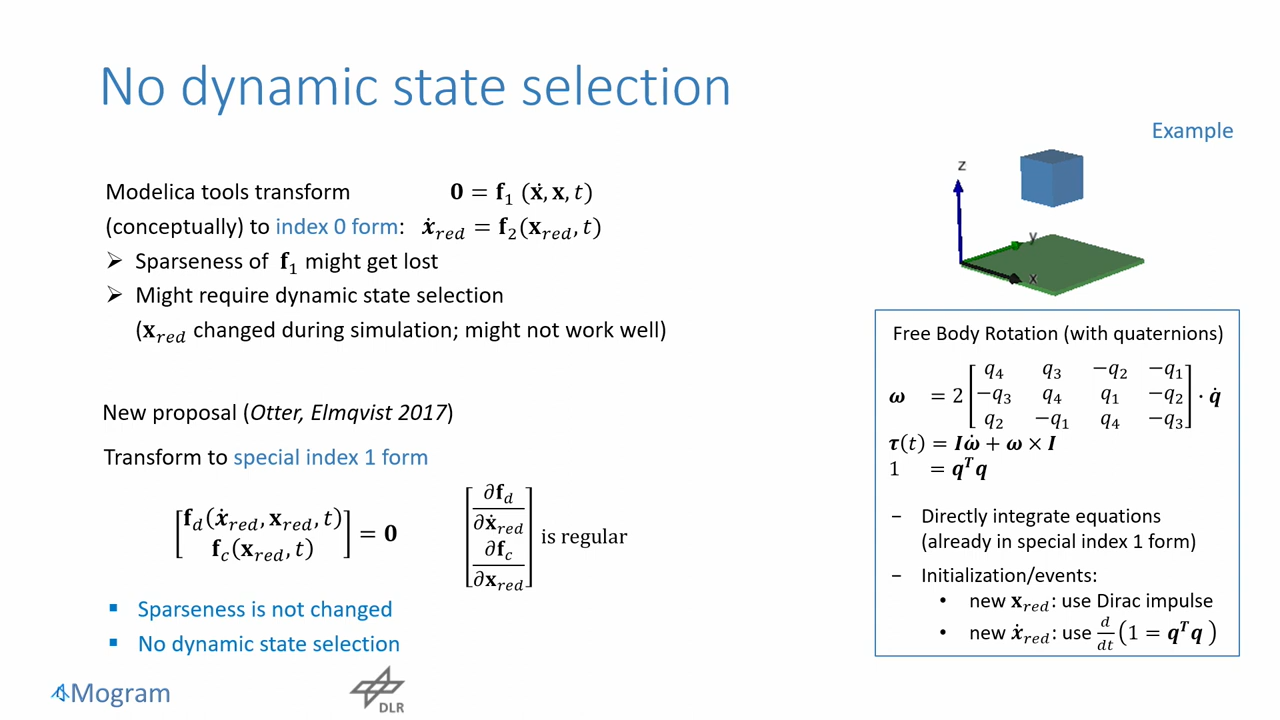 No dynamic state selection
Example
Modelica tools transform 𝟎 = 𝐟₁ (𝐱̇, 𝐱, 𝑡)
(conceptually) to index 0 form: 𝒙̇_red = 𝐟₂(𝐱_red, 𝑡)
➢ Sparseness of 𝐟₁ might get lost
➢ Might require dynamic state selection
(𝐱_red changed during simulation; might not work well)
New proposal (Otter, Elmqvist 2017)
Transform to special index 1 form
[𝐟_d(𝒙̇_red, 𝐱_red, 𝑡)
𝐟_c(𝐱_red, 𝑡)] = 𝟎
[∂𝐟_d
∂𝐱̇_red
∂𝐟_c
∂𝐱_red] is regular
▪ Sparseness is not changed
▪ No dynamic state selection
Mogram
DLR
z
y
x
Free Body Rotation (with quaternions)
q₄ q₃ −q₂ −q₁
𝝎 = 2 [−q₃ q₄ q₁ −q₂] · 𝒒̇
q₂ −q₁ q₄ −q₃
𝝉(𝑡) = 𝑰𝝎̇ + 𝝎 × 𝑰
1 = 𝒒ᵀ𝒒
− Directly integrate equations
(already in special index 1 form)
− Initialization/events:
• new 𝐱_red: use Dirac impulse
• new 𝒙̇_red: use d/dt (1 = 𝒒ᵀ𝒒 )